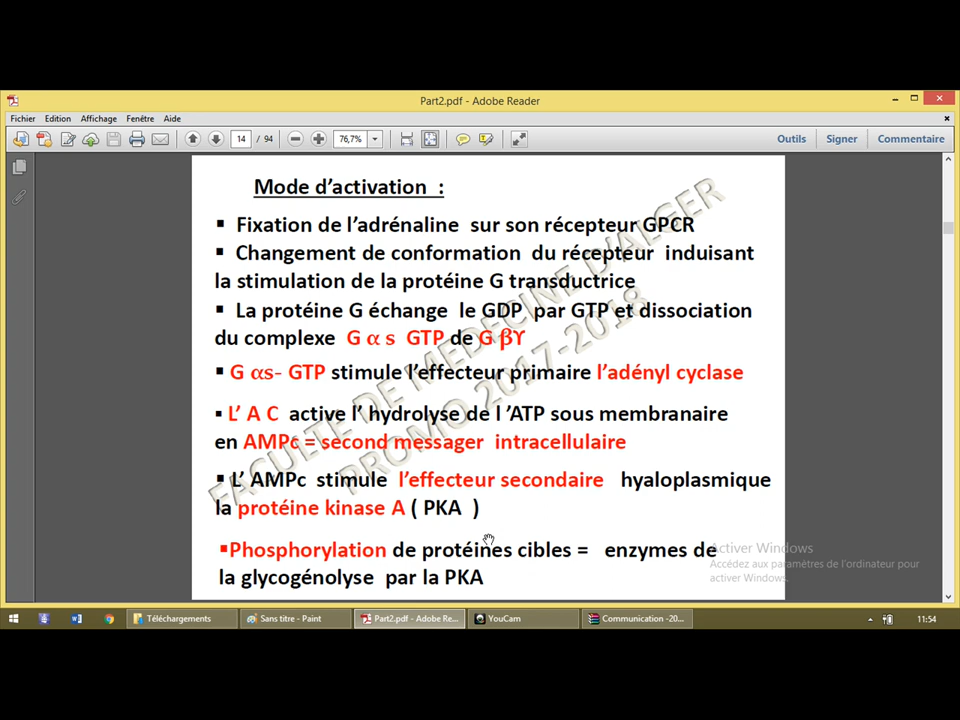 Part2.pdf - Adobe Reader
Fichier Edition Affichage Fenêtre Aide
14 / 94 76,7% Outils Signer Commentaire
Mode d'activation :
▪ Fixation de l'adrénaline sur son récepteur GPCR
▪ Changement de conformation du récepteur induisant
la stimulation de la protéine G transductrice
▪ La protéine G échange le GDP par GTP et dissociation
du complexe G α s GTP de G βϒ
▪ G αs- GTP stimule l'effecteur primaire l'adényl cyclase
▪ L' A C active l' hydrolyse de l 'ATP sous membranaire
en AMPc = second messager intracellulaire
▪ L' AMPc stimule l'effecteur secondaire hyaloplasmique
la protéine kinase A ( PKA )
▪Phosphorylation de protéines cibles = enzymes de
la glycogénolyse par la PKA
FACULTE DE MEDECINE D'ALGER
PROMO 2017-2018
Activer Windows
Accédez aux paramètres de l'ordinateur pour
activer Windows.
Téléchargements Sans titre - Paint Part2.pdf - Adobe Re... YouCam Communication -20... 11:54